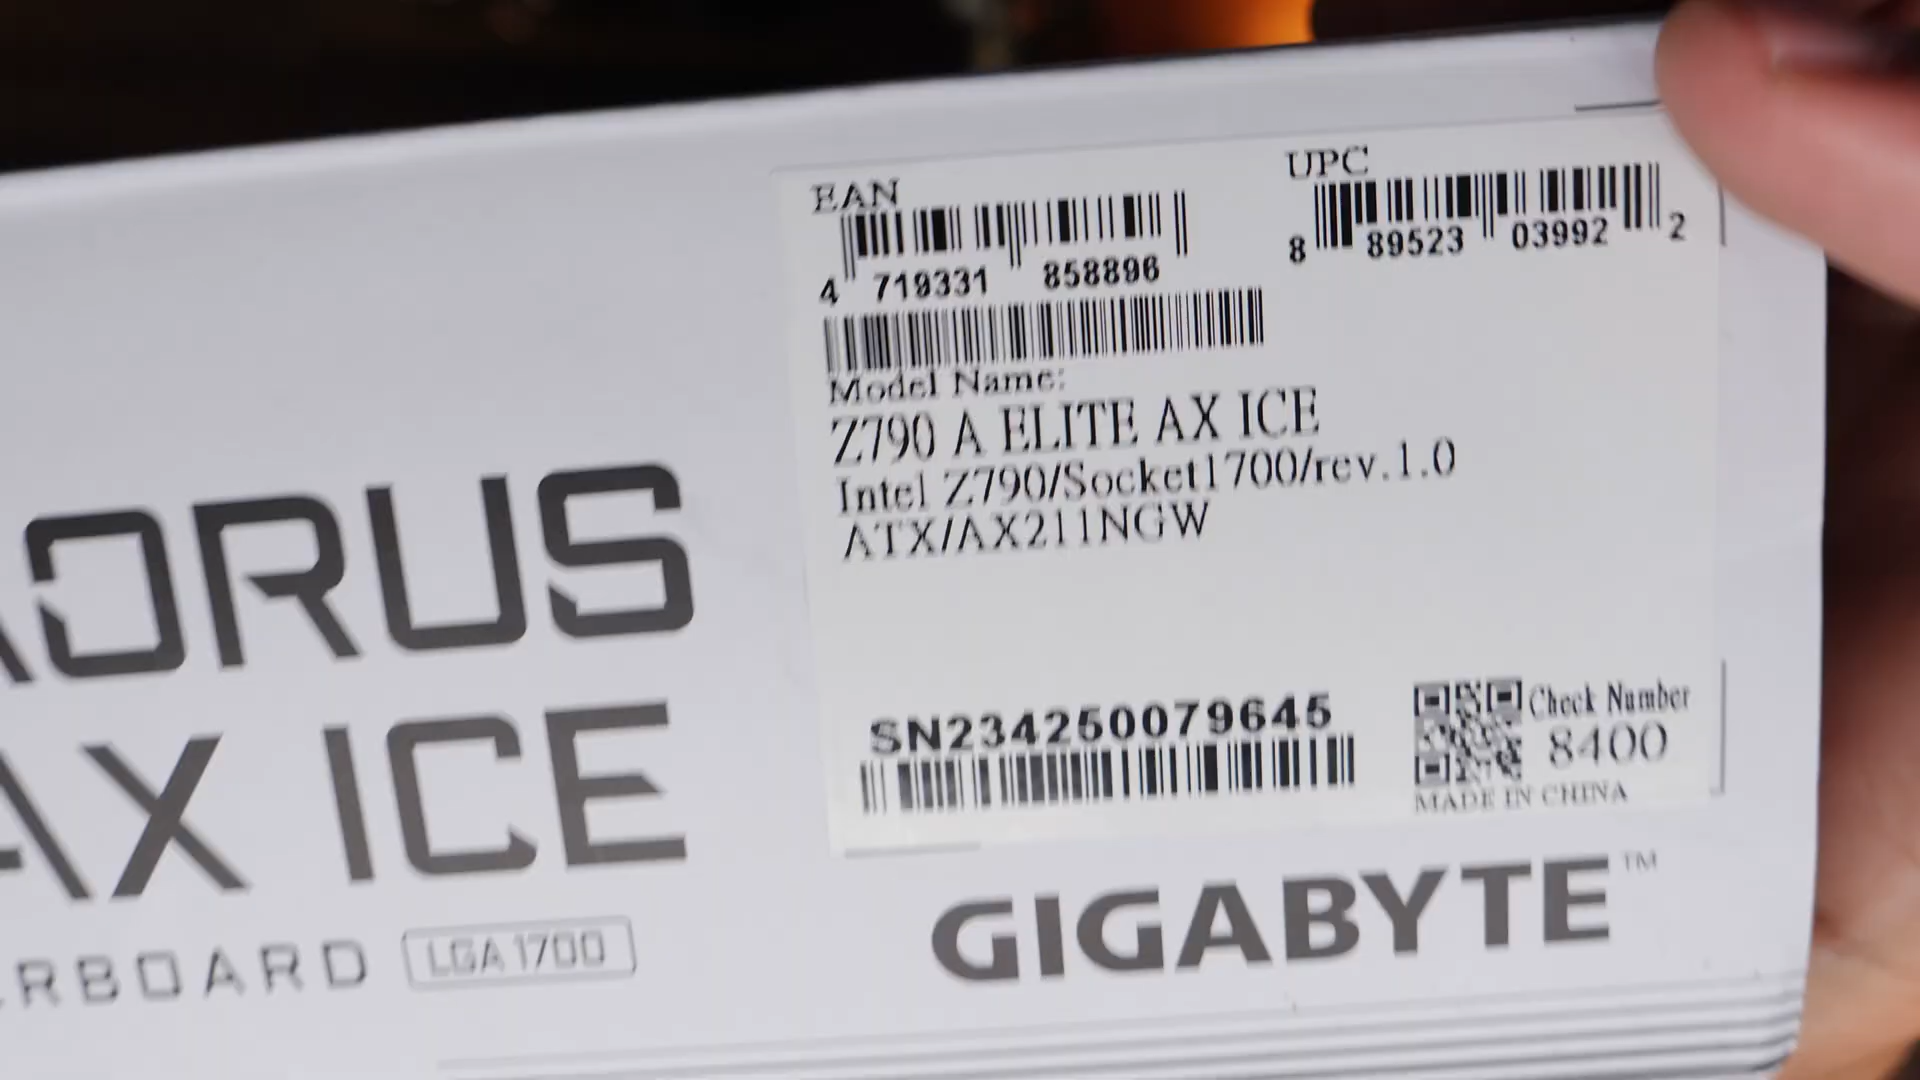 EAN
UPC
4 719331 858896
8 89523 03992 2
Model Name:
Z790 A ELITE AX ICE
Intel Z790/Socket1700/rev.1.0
ATX/AX211NGW
SN234250079645
Check Number
8400
MADE IN CHINA
AORUS
AX ICE
RBOARD LGA 1700
GIGABYTE™